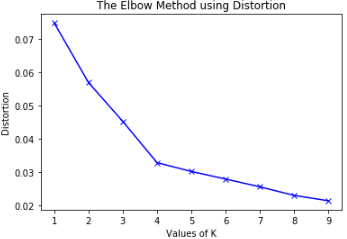 The Elbow Method using Distortion
0.07
0.06
0.05
0.04
0.03
0.02
Distortion
1 2 3 4 5 6 7 8 9
Values of K